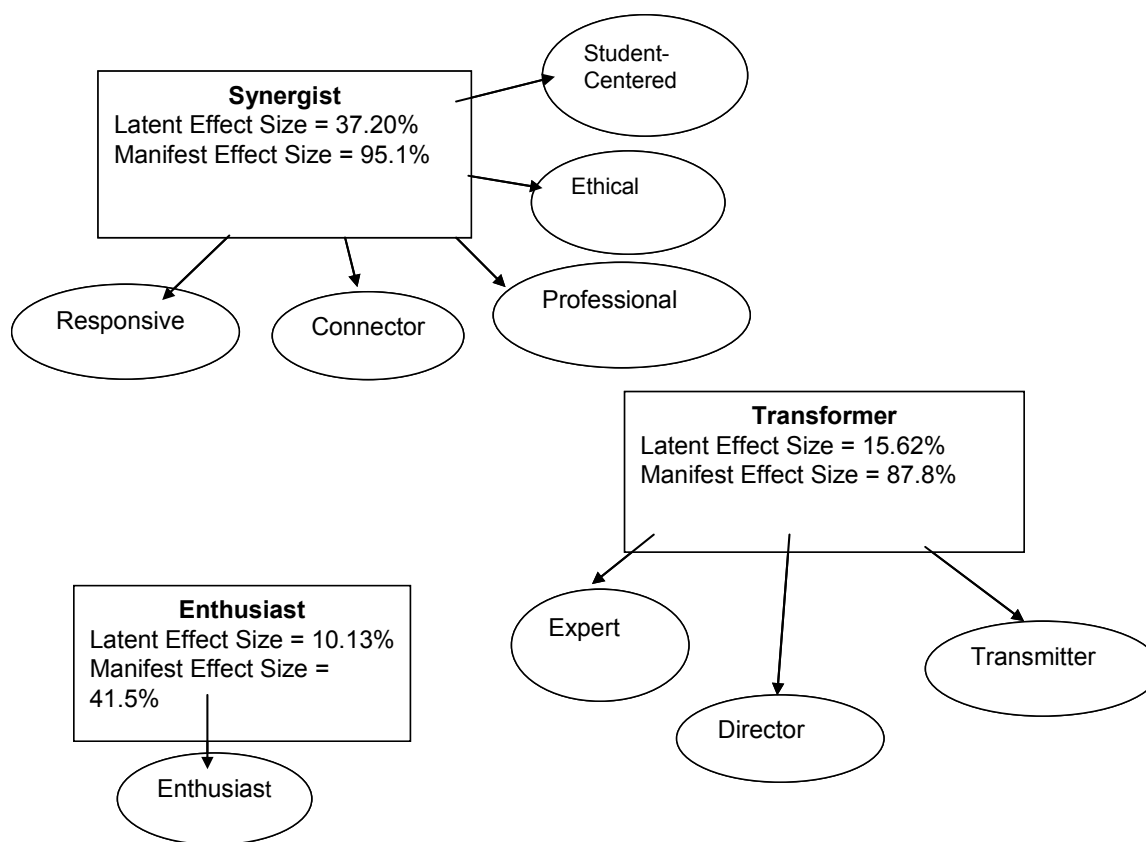 Student-
Centered
Synergist
Latent Effect Size = 37.20%
Manifest Effect Size = 95.1%
Ethical
Professional
Responsive
Connector
Transformer
Latent Effect Size = 15.62%
Manifest Effect Size = 87.8%
Enthusiast
Latent Effect Size = 10.13%
Manifest Effect Size =
41.5%
Expert
Transmitter
Director
Enthusiast